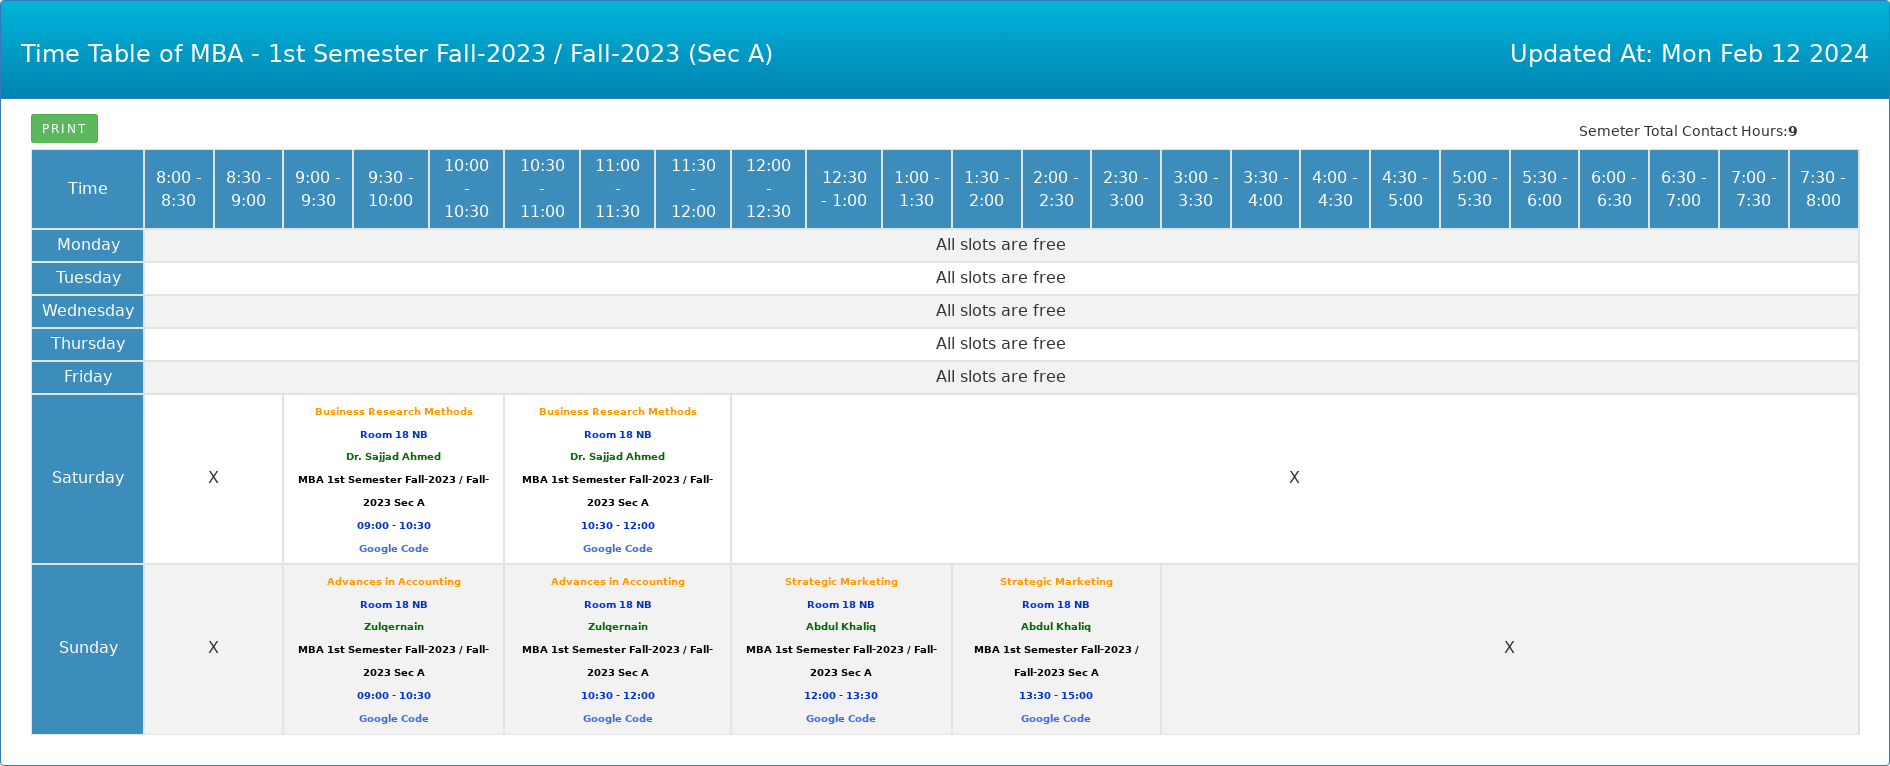 Time Table of MBA - 1st Semester Fall-2023 / Fall-2023 (Sec A)
Updated At: Mon Feb 12 2024
PRINT
Semeter Total Contact Hours:9
Time
8:00 - 8:30
8:30 - 9:00
9:00 - 9:30
9:30 - 10:00
10:00 - 10:30
10:30 - 11:00
11:00 - 11:30
11:30 - 12:00
12:00 - 12:30
12:30 - 1:00
1:00 - 1:30
1:30 - 2:00
2:00 - 2:30
2:30 - 3:00
3:00 - 3:30
3:30 - 4:00
4:00 - 4:30
4:30 - 5:00
5:00 - 5:30
5:30 - 6:00
6:00 - 6:30
6:30 - 7:00
7:00 - 7:30
7:30 - 8:00
Monday
All slots are free
Tuesday
All slots are free
Wednesday
All slots are free
Thursday
All slots are free
Friday
All slots are free
Saturday
X
Business Research Methods
Room 18 NB
Dr. Sajjad Ahmed
MBA 1st Semester Fall-2023 / Fall-
2023 Sec A
09:00 - 10:30
Google Code
Business Research Methods
Room 18 NB
Dr. Sajjad Ahmed
MBA 1st Semester Fall-2023 / Fall-
2023 Sec A
10:30 - 12:00
Google Code
X
Sunday
X
Advances in Accounting
Room 18 NB
Zulqernain
MBA 1st Semester Fall-2023 / Fall-
2023 Sec A
09:00 - 10:30
Google Code
Advances in Accounting
Room 18 NB
Zulqernain
MBA 1st Semester Fall-2023 / Fall-
2023 Sec A
10:30 - 12:00
Google Code
Strategic Marketing
Room 18 NB
Abdul Khaliq
MBA 1st Semester Fall-2023 / Fall-
2023 Sec A
12:00 - 13:30
Google Code
Strategic Marketing
Room 18 NB
Abdul Khaliq
MBA 1st Semester Fall-2023 /
Fall-2023 Sec A
13:30 - 15:00
Google Code
X